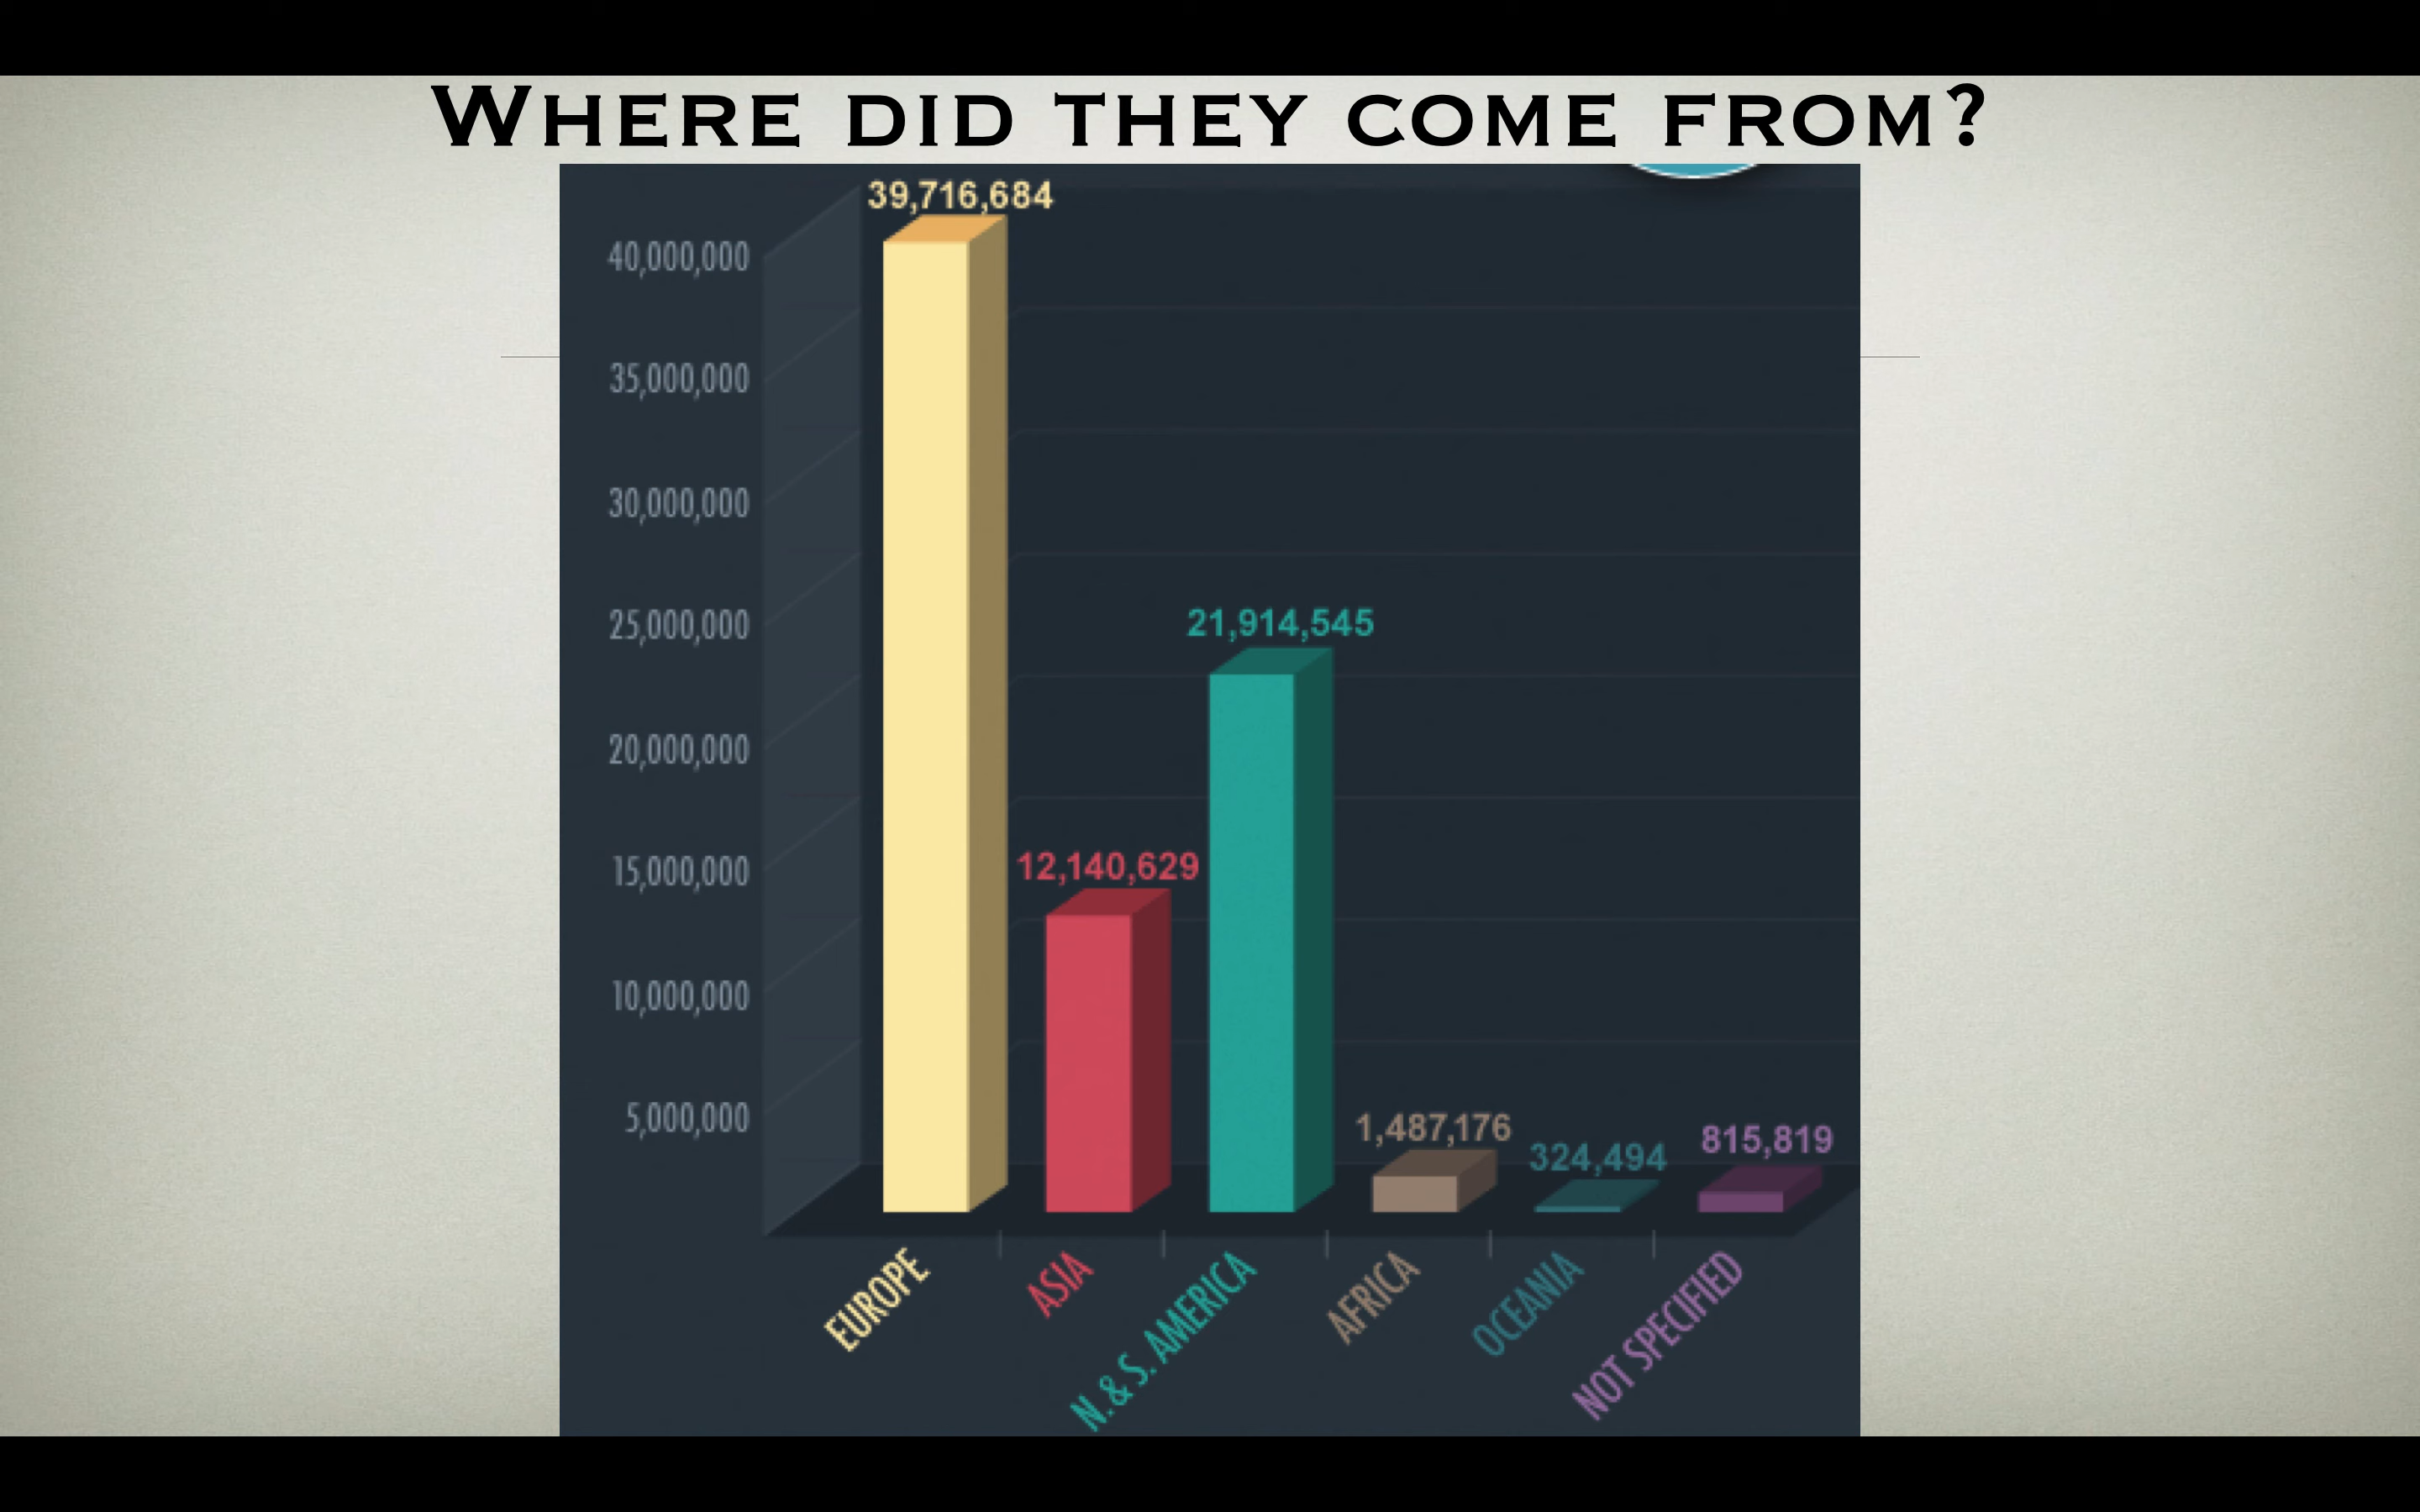 Where did they come from?
39,716,684
40,000,000
35,000,000
30,000,000
25,000,000
21,914,545
20,000,000
15,000,000
12,140,629
10,000,000
5,000,000
1,487,176
324,494
815,819
EUROPE
ASIA
N. & S. AMERICA
AFRICA
OCEANIA
NOT SPECIFIED